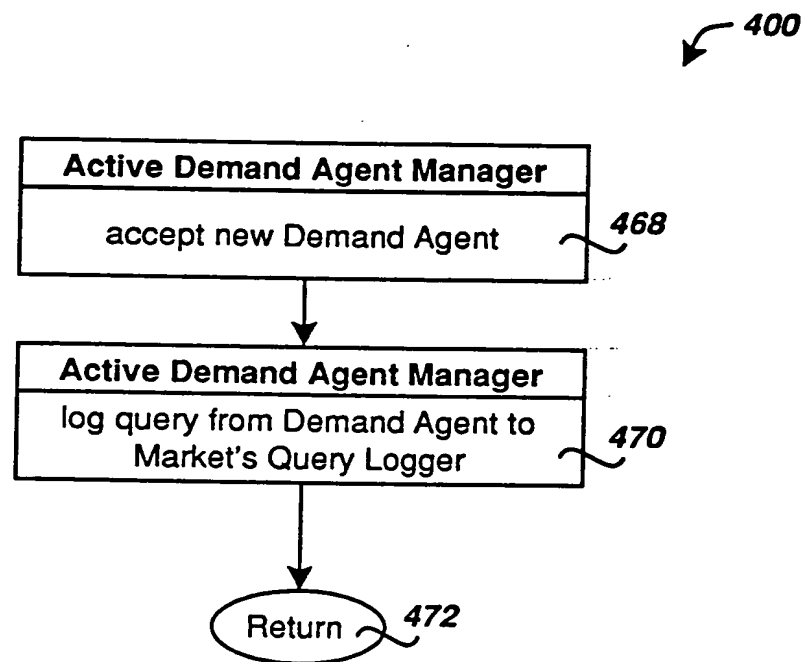 400
Active Demand Agent Manager
accept new Demand Agent
468
Active Demand Agent Manager
log query from Demand Agent to
Market's Query Logger
470
Return
472